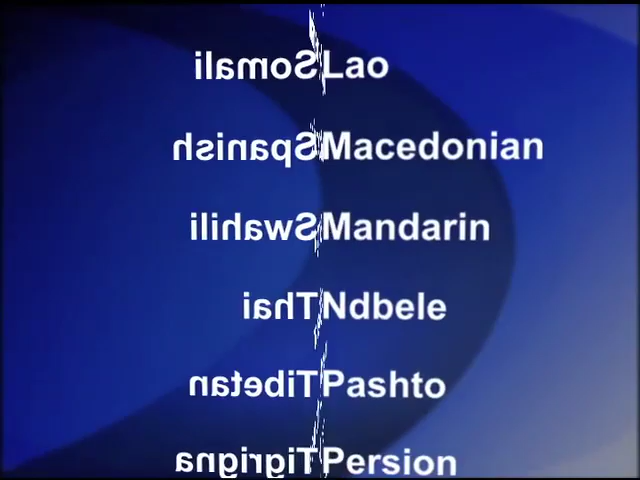 Somali Lao
Spanish Macedonian
Swahili Mandarin
Thai Ndbele
Tibetan Pashto
Tigrigna Persion